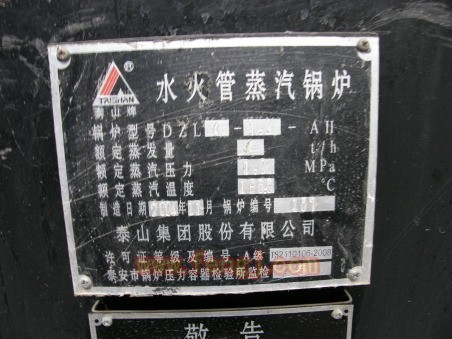 水火管蒸汽锅炉
TAISHAN ®
泰山牌
锅炉型号 DZL - - AII
额定蒸发量 t/h
额定蒸汽压力 MPa
额定蒸汽温度 ℃
制造日期 月 锅炉编号
泰山集团股份有限公司
许可证等级及编号:A级 TS2110106-2008
泰安市锅炉压力容器检验所监检
敬告